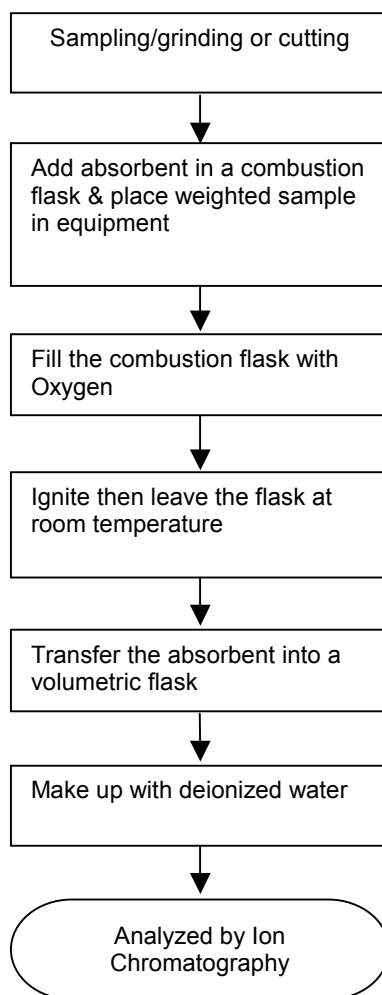 Sampling/grinding or cutting
Add absorbent in a combustion
flask & place weighted sample
in equipment
Fill the combustion flask with
Oxygen
Ignite then leave the flask at
room temperature
Transfer the absorbent into a
volumetric flask
Make up with deionized water
Analyzed by Ion
Chromatography